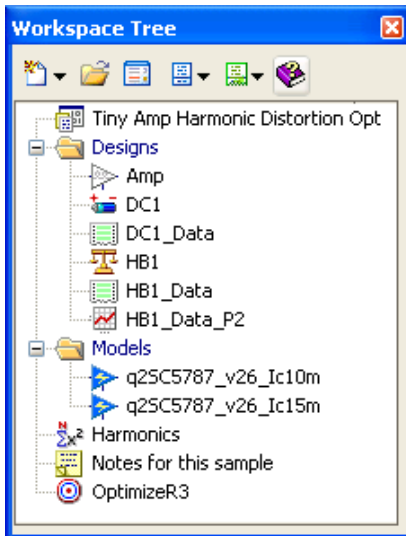 Workspace Tree
Tiny Amp Harmonic Distortion Opt
Designs
Amp
DC1
DC1_Data
HB1
HB1_Data
HB1_Data_P2
Models
q2SC5787_v26_Ic10m
q2SC5787_v26_Ic15m
Harmonics
Notes for this sample
OptimizeR3